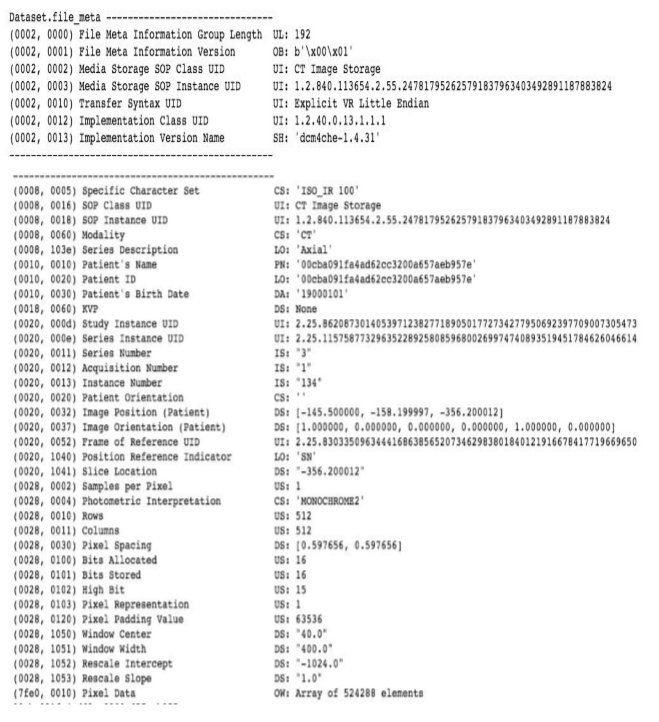 Dataset.file_meta -------------------------------
(0002, 0000) File Meta Information Group Length UL: 192
(0002, 0001) File Meta Information Version OB: b'\x00\x01'
(0002, 0002) Media Storage SOP Class UID UI: CT Image Storage
(0002, 0003) Media Storage SOP Instance UID UI: 1.2.840.113654.2.55.247817952625791837963403492891187883824
(0002, 0010) Transfer Syntax UID UI: Explicit VR Little Endian
(0002, 0012) Implementation Class UID UI: 1.2.40.0.13.1.1.1
(0002, 0013) Implementation Version Name SH: 'dcm4che-1.4.31'
-------------------------------------------------
-------------------------------------------------
(0008, 0005) Specific Character Set CS: 'ISO_IR 100'
(0008, 0016) SOP Class UID UI: CT Image Storage
(0008, 0018) SOP Instance UID UI: 1.2.840.113654.2.55.247817952625791837963403492891187883824
(0008, 0060) Modality CS: 'CT'
(0008, 103e) Series Description LO: 'Axial'
(0010, 0010) Patient's Name PN: '00cba091fa4ad62cc3200a657aeb957e'
(0010, 0020) Patient ID LO: '00cba091fa4ad62cc3200a657aeb957e'
(0010, 0030) Patient's Birth Date DA: '19000101'
(0018, 0060) KVP DS: None
(0020, 000d) Study Instance UID UI: 2.25.86208730140539712382771890501772734277950692397709007305473
(0020, 000e) Series Instance UID UI: 2.25.11575877329635228925808596800269974740893519451784626046614
(0020, 0011) Series Number IS: "3"
(0020, 0012) Acquisition Number IS: "1"
(0020, 0013) Instance Number IS: "134"
(0020, 0020) Patient Orientation CS: ''
(0020, 0032) Image Position (Patient) DS: [-145.500000, -158.199997, -356.200012]
(0020, 0037) Image Orientation (Patient) DS: [1.000000, 0.000000, 0.000000, 0.000000, 1.000000, 0.000000]
(0020, 0052) Frame of Reference UID UI: 2.25.83033509634441686385652073462983801840121916678417719669650
(0020, 1040) Position Reference Indicator LO: 'SN'
(0020, 1041) Slice Location DS: "-356.200012"
(0028, 0002) Samples per Pixel US: 1
(0028, 0004) Photometric Interpretation CS: 'MONOCHROME2'
(0028, 0010) Rows US: 512
(0028, 0011) Columns US: 512
(0028, 0030) Pixel Spacing DS: [0.597656, 0.597656]
(0028, 0100) Bits Allocated US: 16
(0028, 0101) Bits Stored US: 16
(0028, 0102) High Bit US: 15
(0028, 0103) Pixel Representation US: 1
(0028, 0120) Pixel Padding Value US: 63536
(0028, 1050) Window Center DS: "40.0"
(0028, 1051) Window Width DS: "400.0"
(0028, 1052) Rescale Intercept DS: "-1024.0"
(0028, 1053) Rescale Slope DS: "1.0"
(7fe0, 0010) Pixel Data OW: Array of 524288 elements